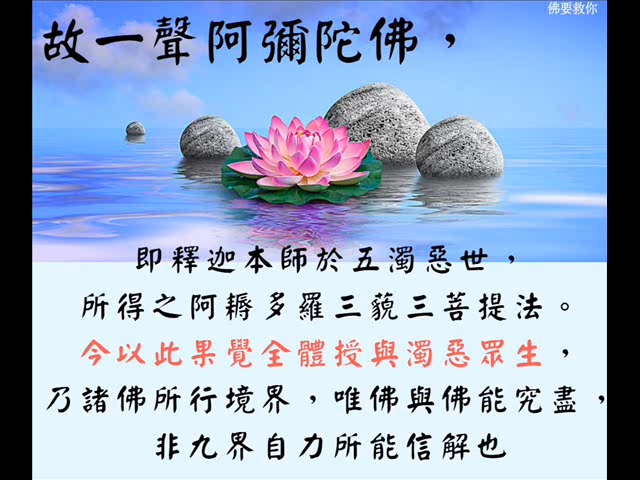 佛要救你
故一聲阿彌陀佛，
即釋迦本師於五濁惡世，
所得之阿耨多羅三藐三菩提法。
今以此果覺全體授與濁惡眾生，
乃諸佛所行境界，唯佛與佛能究盡，
非九界自力所能信解也